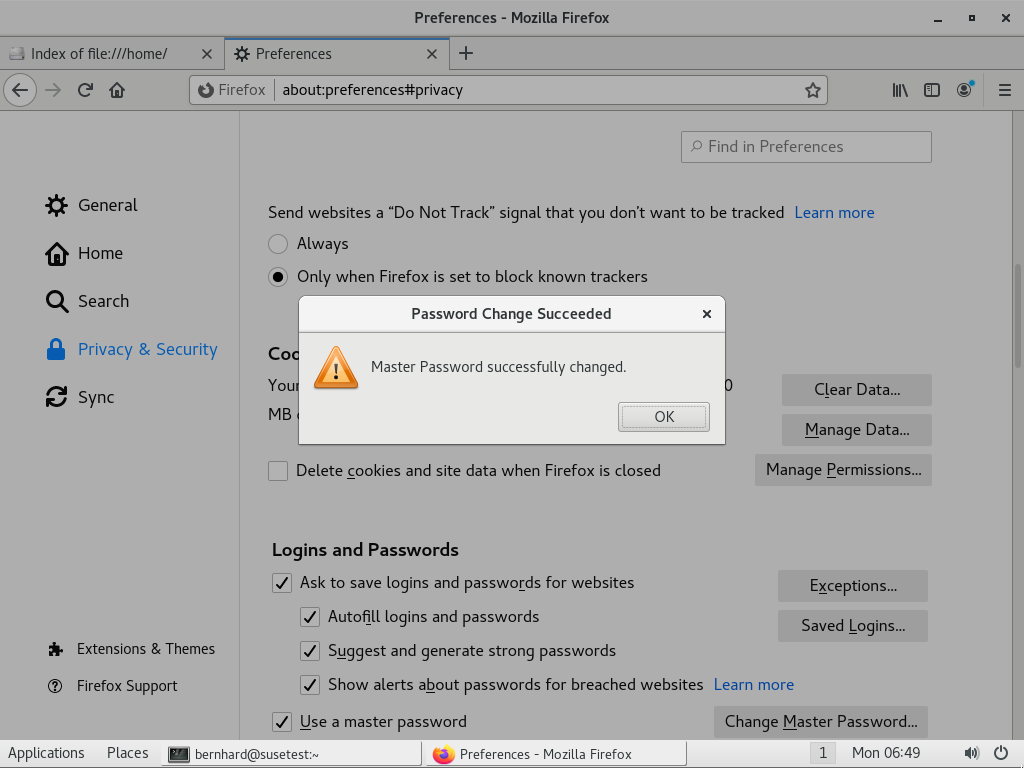 Preferences - Mozilla Firefox
Index of file:///home/
Preferences
Firefox about:preferences#privacy
Find in Preferences
General
Home
Search
Privacy & Security
Sync
Extensions & Themes
Firefox Support
Send websites a “Do Not Track” signal that you don’t want to be tracked Learn more
Always
Only when Firefox is set to block known trackers
Password Change Succeeded
Master Password successfully changed.
OK
Coo
Your
0
MB
Clear Data...
Manage Data...
Delete cookies and site data when Firefox is closed
Manage Permissions...
Logins and Passwords
Ask to save logins and passwords for websites
Exceptions...
Autofill logins and passwords
Saved Logins...
Suggest and generate strong passwords
Show alerts about passwords for breached websites Learn more
Use a master password
Change Master Password...
Applications Places bernhard@susetest:~ Preferences - Mozilla Firefox 1 Mon 06:49